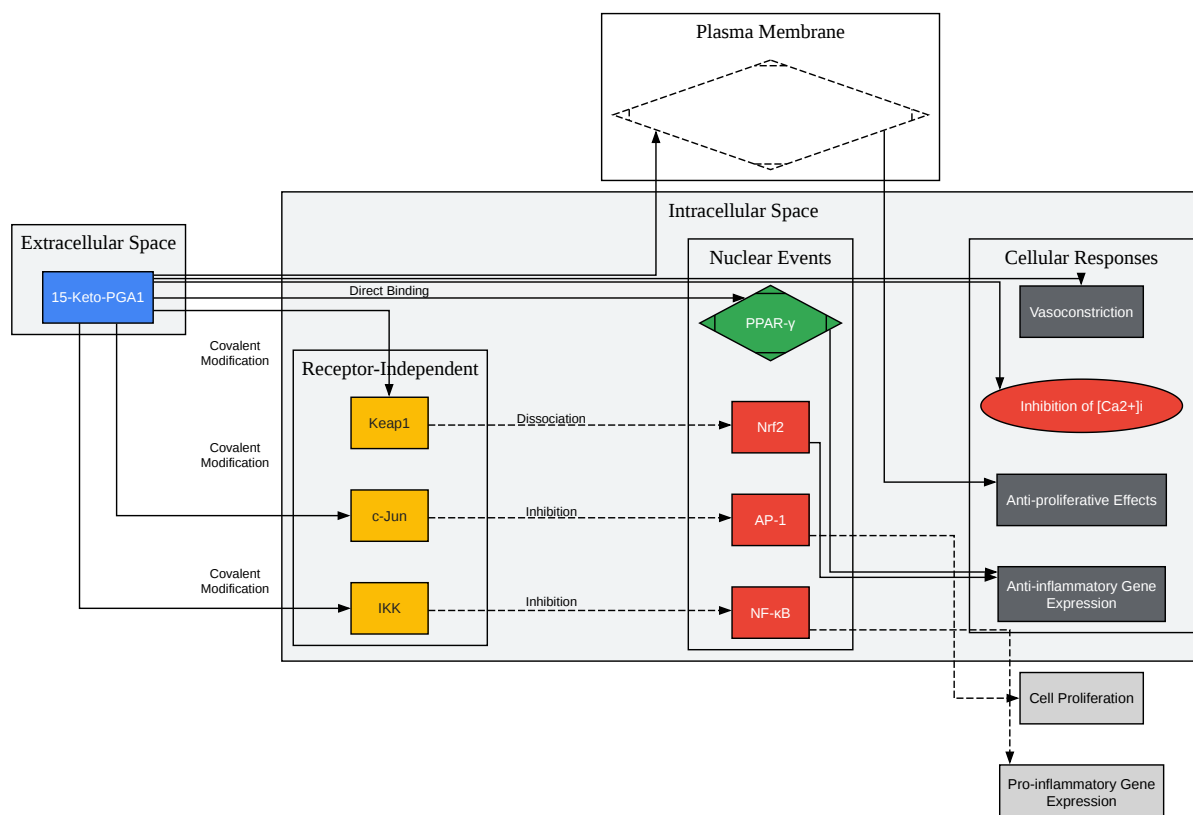 Plasma Membrane
Intracellular Space
Extracellular Space
15-Keto-PGA1
Direct Binding
Nuclear Events
PPAR-γ
Cellular Responses
Vasoconstriction
Covalent
Modification
Receptor-Independent
Keap1
Dissociation
Nrf2
Inhibition of [Ca2+]i
Covalent
Modification
c-Jun
Inhibition
AP-1
Anti-proliferative Effects
Covalent
Modification
IKK
Inhibition
NF-κB
Anti-inflammatory Gene
Expression
Cell Proliferation
Pro-inflammatory Gene
Expression